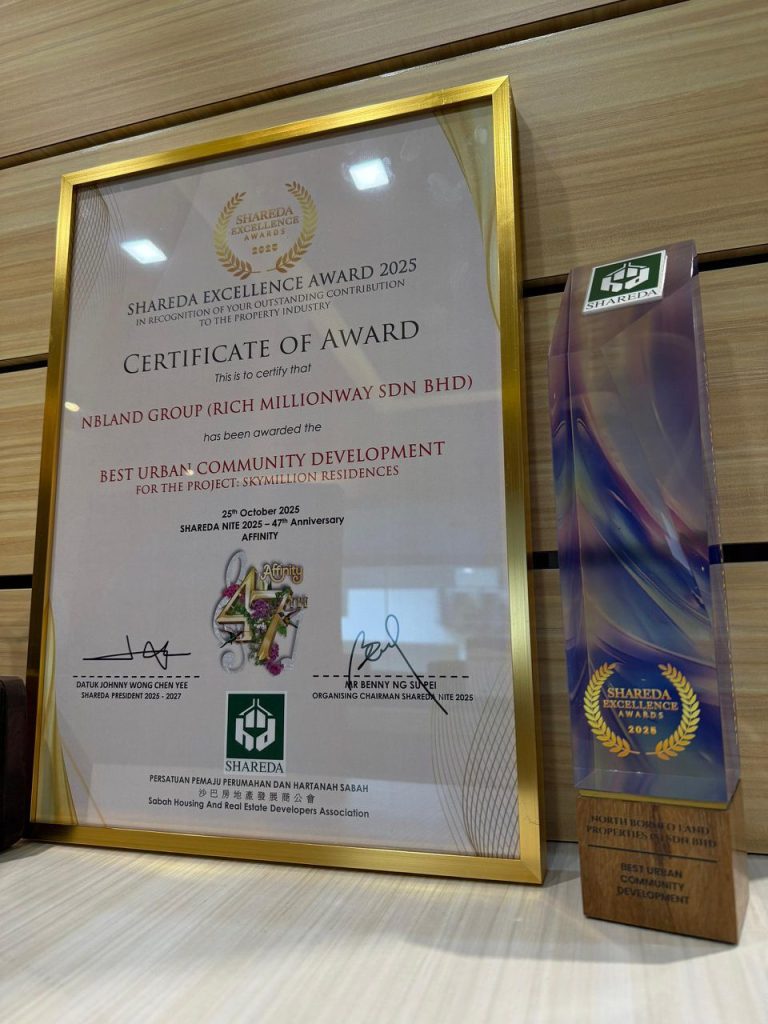 SHAREDA
EXCELLENCE
AWARDS
2025
SHAREDA EXCELLENCE AWARD 2025
IN RECOGNITION OF YOUR OUTSTANDING CONTRIBUTION
TO THE PROPERTY INDUSTRY
CERTIFICATE OF AWARD
This is to certify that
NBLAND GROUP (RICH MILLIONWAY SDN BHD)
has been awarded the
BEST URBAN COMMUNITY DEVELOPMENT
FOR THE PROJECT: SKYMILLION RESIDENCES
25th October 2025
SHAREDA NITE 2025 – 47th Anniversary
AFFINITY
Affinity
47
DATUK JOHNNY WONG CHEN YEE
SHAREDA PRESIDENT 2025 - 2027
MR BENNY NG SU PEI
ORGANISING CHAIRMAN SHAREDA NITE 2025
SHAREDA
PERSATUAN PEMAJU PERUMAHAN DAN HARTANAH SABAH
沙巴房地產發展商公會
Sabah Housing And Real Estate Developers Association
SHAREDA
SHAREDA
EXCELLENCE
AWARDS
2025
NORTH BORNEO LAND
PROPERTIES (S) SDN BHD
BEST URBAN
COMMUNITY
DEVELOPMENT